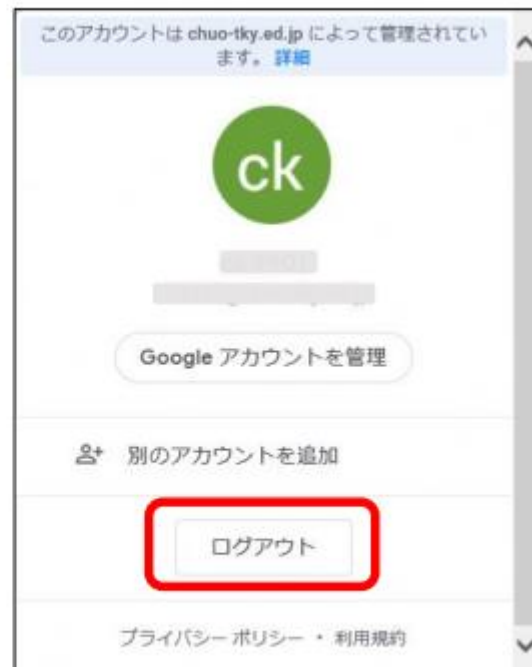 このアカウントは chuo-tky.ed.jp によって管理されてい
ます。 詳細
ck
Google アカウントを管理
別のアカウントを追加
ログアウト
プライバシー ポリシー ・ 利用規約